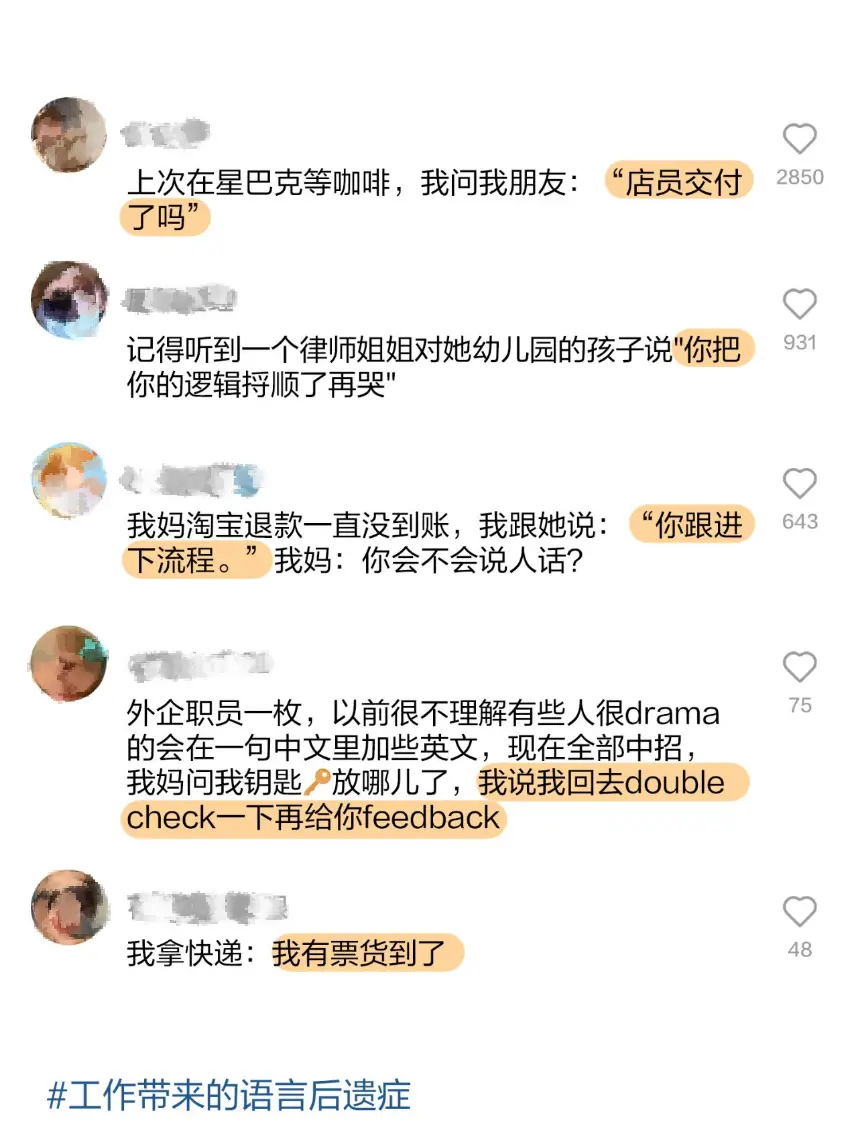 上次在星巴克等咖啡，我问我朋友：“店员交付
了吗”
2850
记得听到一个律师姐姐对她幼儿园的孩子说"你把
你的逻辑捋顺了再哭"
931
我妈淘宝退款一直没到账，我跟她说：“你跟进
下流程。”我妈：你会不会说人话？
643
外企职员一枚，以前很不理解有些人很drama
的会在一句中文里加些英文，现在全部中招，
我妈问我钥匙🔑放哪儿了，我说我回去double
check一下再给你feedback
75
我拿快递：我有票货到了
48
#工作带来的语言后遗症